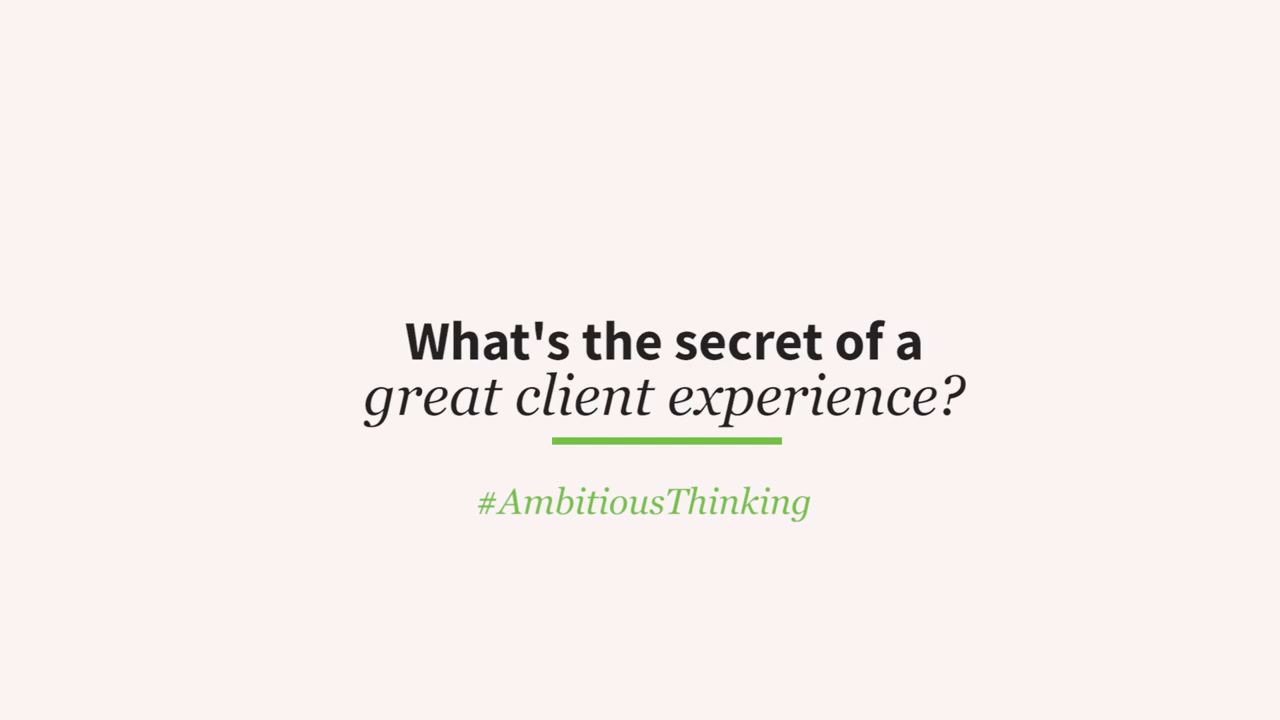 What's the secret of a
great client experience?
#AmbitiousThinking